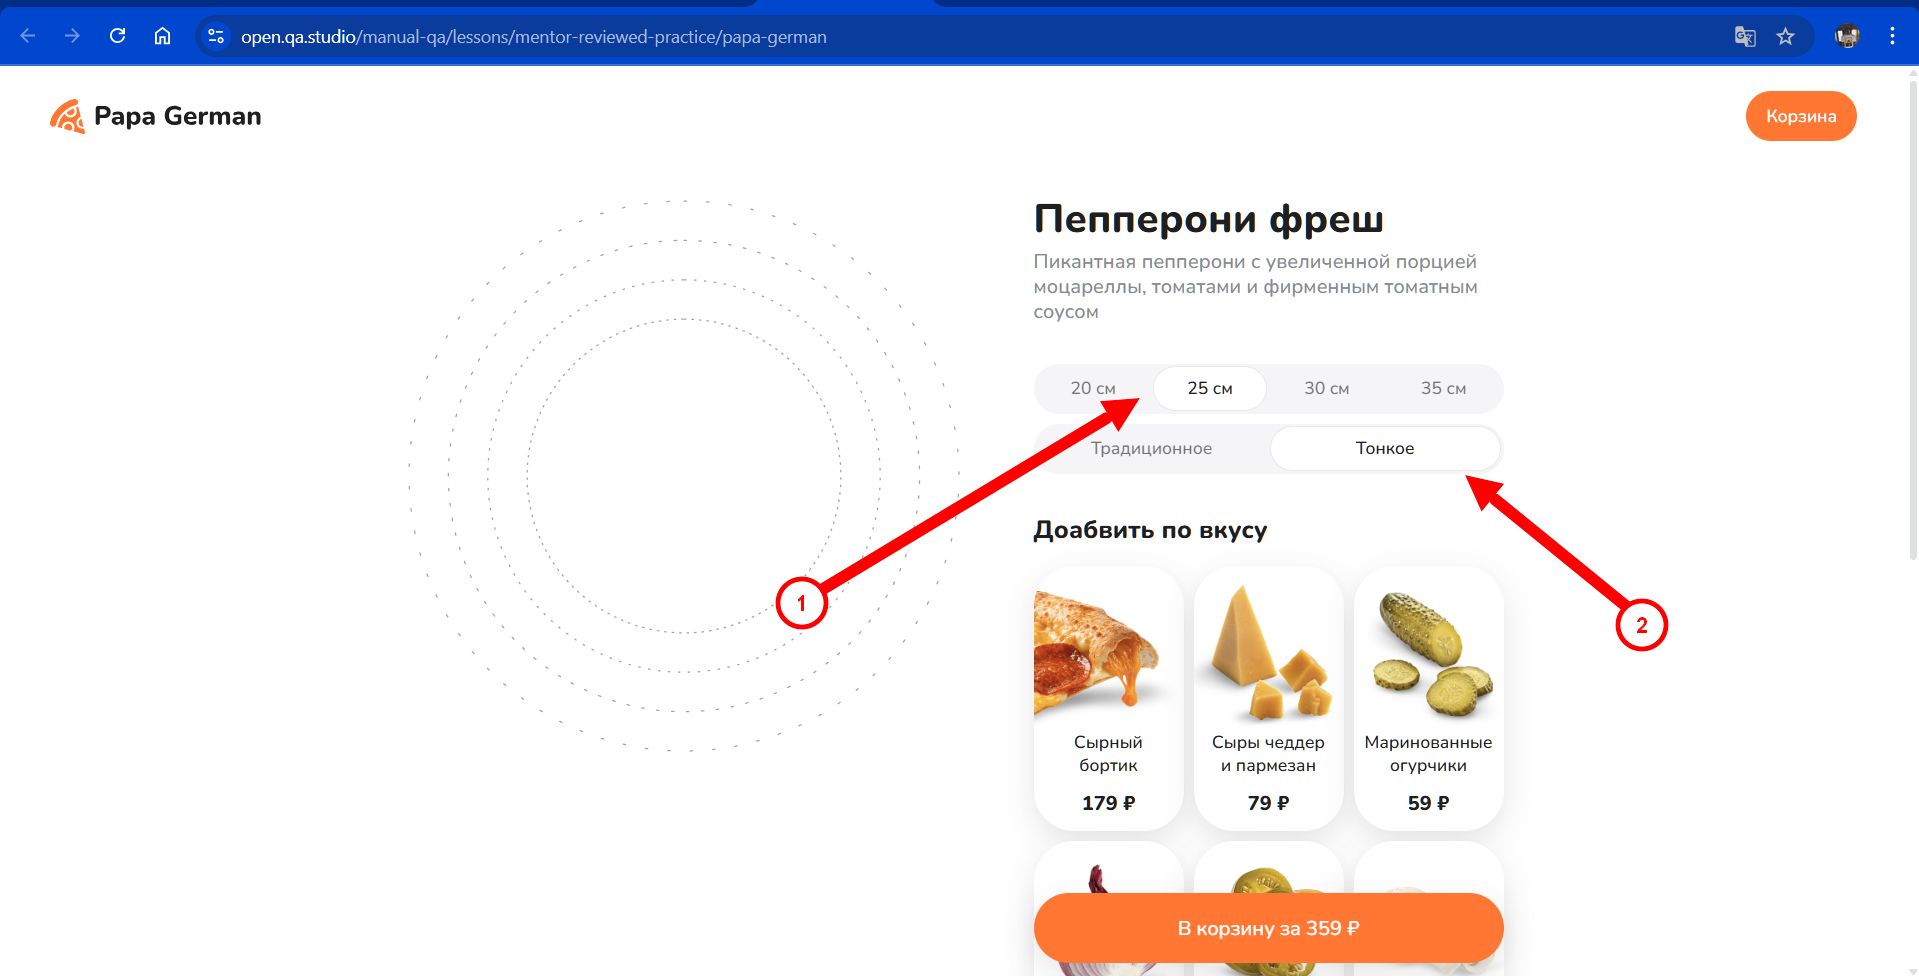 open.qa.studio/manual-qa/lessons/mentor-reviewed-practice/papa-german
Papa German
Корзина
Пепперони фреш
Пикантная пепперони с увеличенной порцией
моцареллы, томатами и фирменным томатным
соусом
20 см 25 см 30 см 35 см
Традиционное Тонкое
Доабвить по вкусу
1
2
Сырный
бортик
179 ₽
Сыры чеддер
и пармезан
79 ₽
Маринованные
огурчики
59 ₽
В корзину за 359 ₽